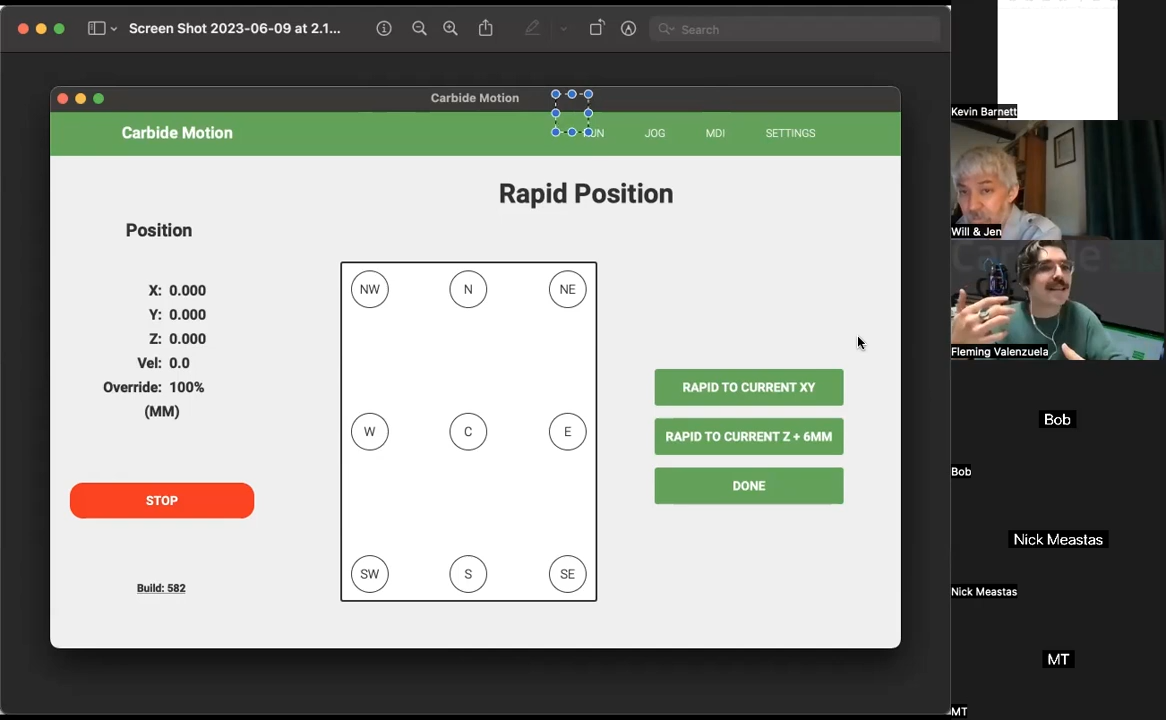 Screen Shot 2023-06-09 at 2.1...
Search
Carbide Motion
Carbide Motion
JOG
MDI
SETTINGS
Rapid Position
Position
X: 0.000
Y: 0.000
Z: 0.000
Vel: 0.0
Override: 100%
(MM)
STOP
Build: 582
NW
N
NE
W
C
E
SW
S
SE
RAPID TO CURRENT XY
RAPID TO CURRENT Z + 6MM
DONE
Kevin Barnett
Will & Jen
Fleming Valenzuela
Bob
Bob
Nick Meastas
Nick Meastas
MT
MT